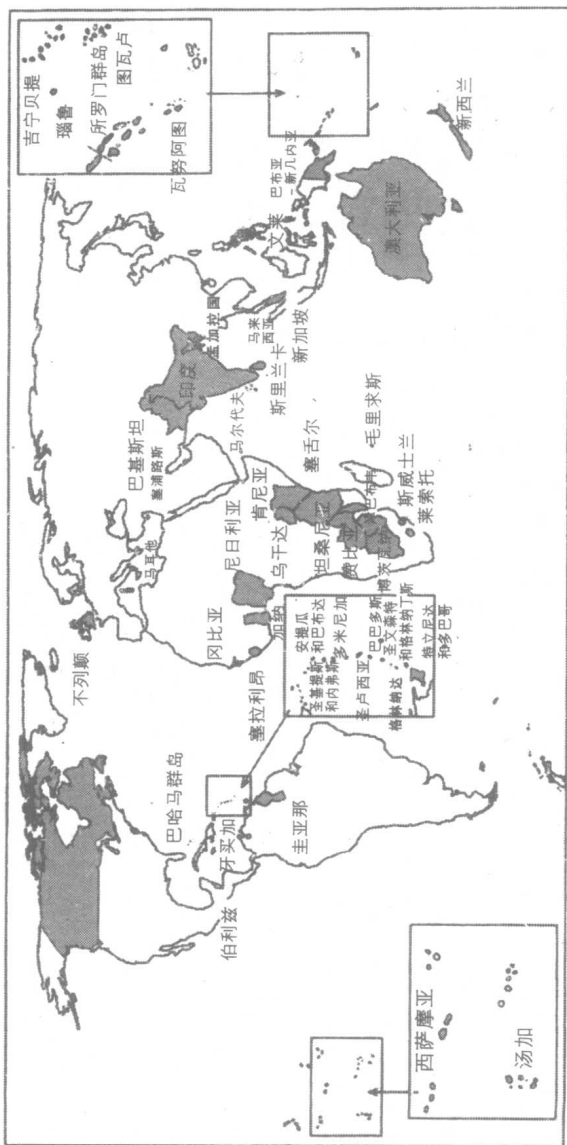 不列颠
马耳他
塞浦路斯
巴基斯坦
印度
孟加拉国
马尔代夫
斯里兰卡
马来
西亚
新加坡
文莱
巴布亚
新几内亚
澳大利亚
新西兰
吉宁贝提
瑙鲁
所罗门群岛
图瓦卢
瓦努阿图
伯利兹
巴哈马群岛
牙买加
圭亚那
塞拉利昂
冈比亚
加纳
尼日利亚
乌干达
肯尼亚
坦桑尼亚
赞比亚
博茨瓦纳
巴布韦
塞舌尔
毛里求斯
斯威士兰
莱索托
安提瓜
和巴布达
圣基提斯
和内弗斯
多米尼加
圣卢西亚
巴巴多斯
圣文森特
和格林纳丁斯
格林纳达
特立尼达
和多巴哥
西萨摩亚
汤加